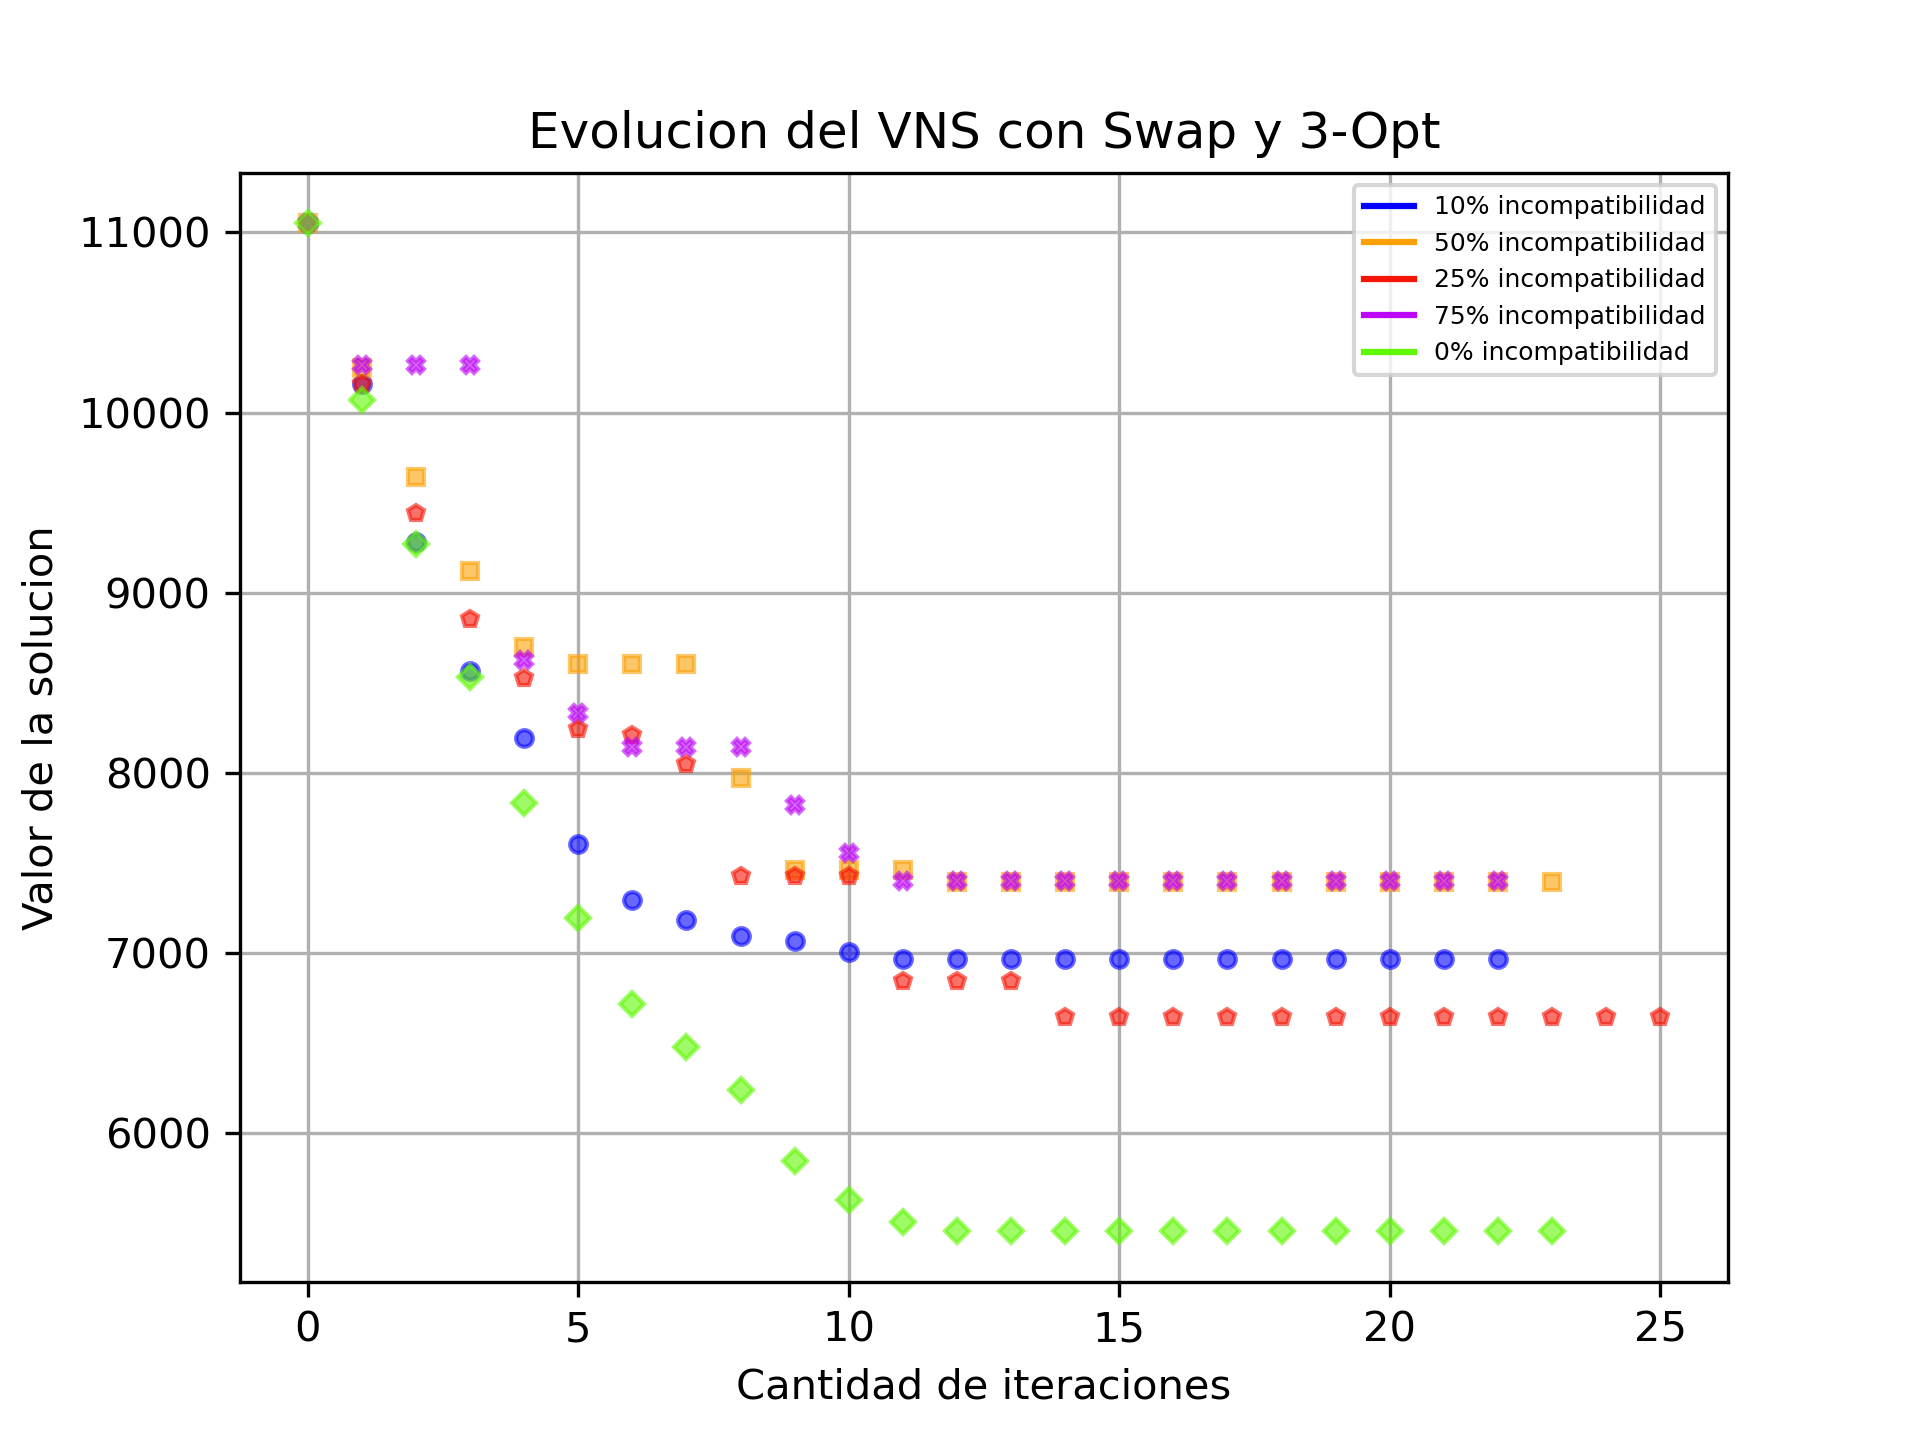 Evolucion del VNS con Swap y 3-Opt
10% incompatibilidad
50% incompatibilidad
25% incompatibilidad
75% incompatibilidad
0% incompatibilidad
Valor de la solucion
11000
10000
9000
8000
7000
6000
0 5 10 15 20 25
Cantidad de iteraciones